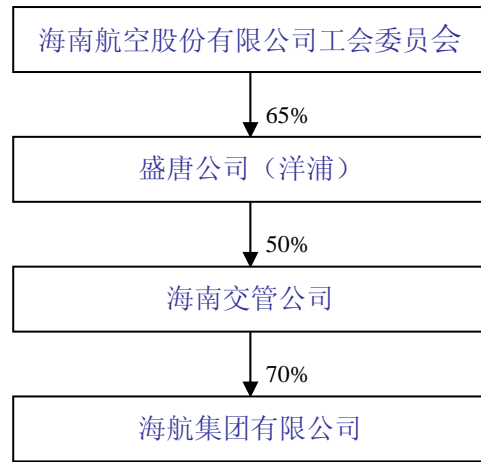 海南航空股份有限公司工会委员会
65%
盛唐公司（洋浦）
50%
海南交管公司
70%
海航集团有限公司